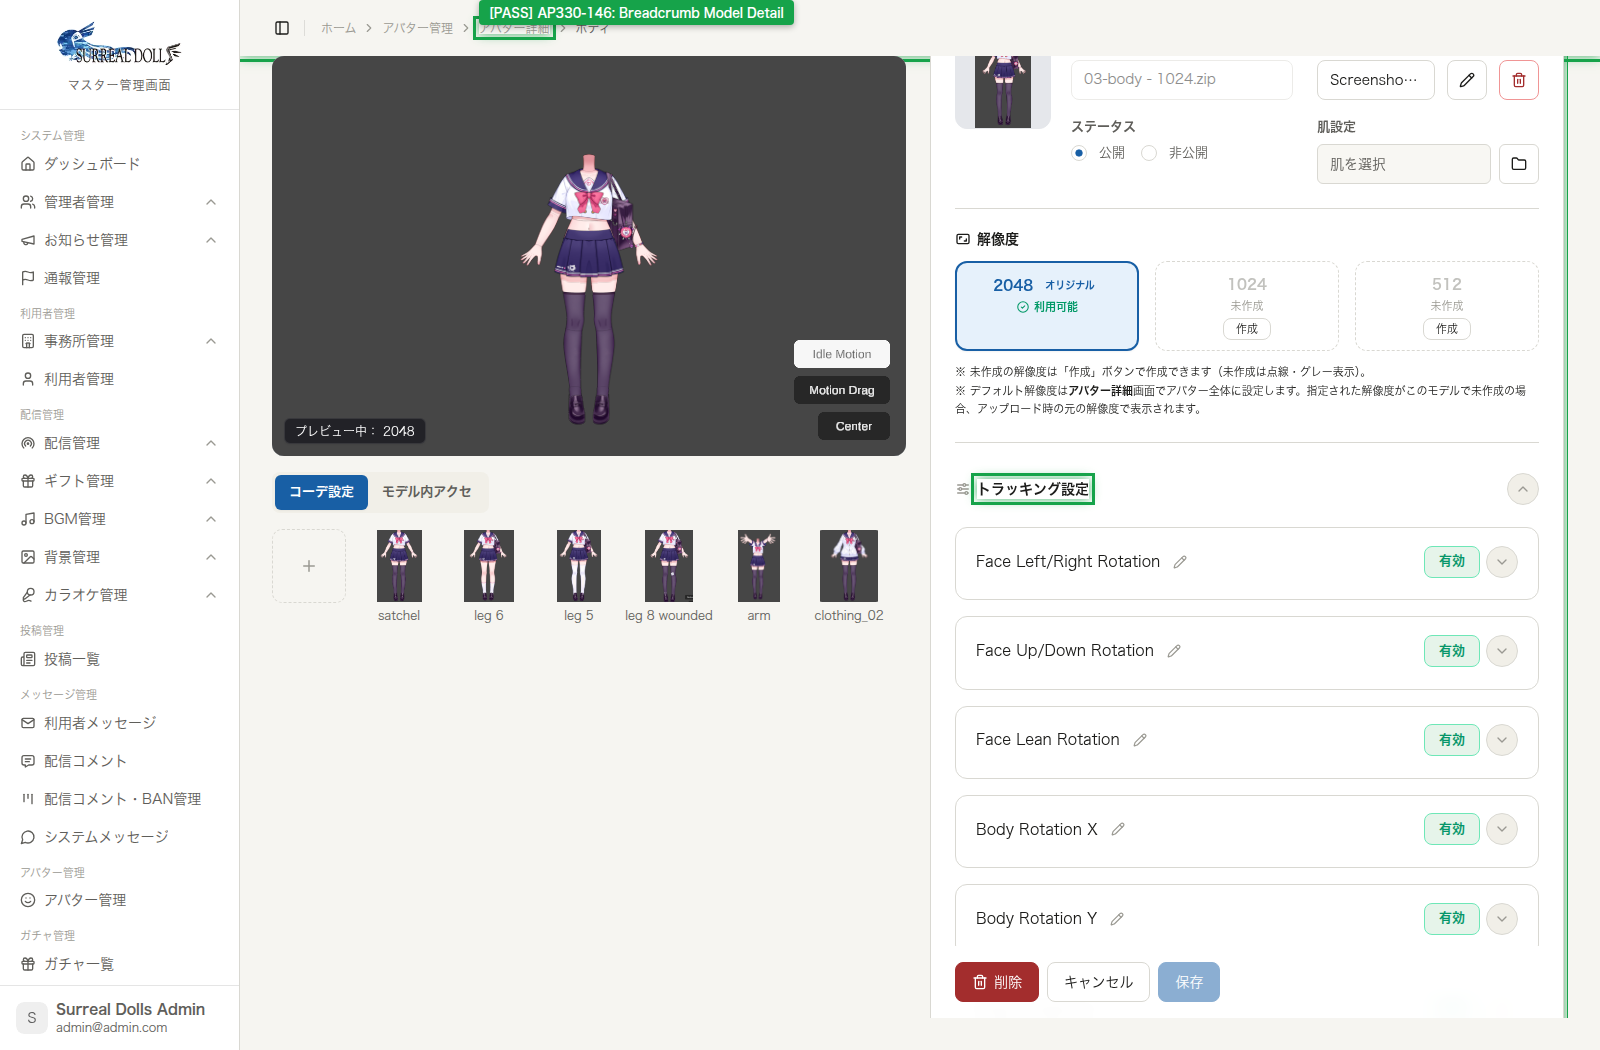 SURREAL DOLLS
マスター管理画面
システム管理
ダッシュボード
管理者管理
お知らせ管理
通報管理
利用者管理
事務所管理
利用者管理
配信管理
配信管理
ギフト管理
BGM管理
背景管理
カラオケ管理
投稿管理
投稿一覧
メッセージ管理
利用者メッセージ
配信コメント
配信コメント・BAN管理
システムメッセージ
アバター管理
アバター管理
ガチャ管理
ガチャ一覧
S
Surreal Dolls Admin
admin@admin.com
[PASS] AP330-146: Breadcrumb Model Detail
ホーム > アバター管理 > アバター詳細 > ボディ
Idle Motion
Motion Drag
Center
プレビュー中： 2048
コーデ設定
モデル内アクセ
satchel
leg 6
leg 5
leg 8 wounded
arm
clothing_02
03-body - 1024.zip
Screensho…
ステータス
公開
非公開
肌設定
肌を選択
解像度
2048 オリジナル
利用可能
1024
未作成
作成
512
未作成
作成
※ 未作成の解像度は「作成」ボタンで作成できます（未作成は点線・グレー表示）。
※ デフォルト解像度はアバター詳細画面でアバター全体に設定します。指定された解像度がこのモデルで未作成の場
合、アップロード時の元の解像度で表示されます。
トラッキング設定
Face Left/Right Rotation
有効
Face Up/Down Rotation
有効
Face Lean Rotation
有効
Body Rotation X
有効
Body Rotation Y
有効
削除
キャンセル
保存